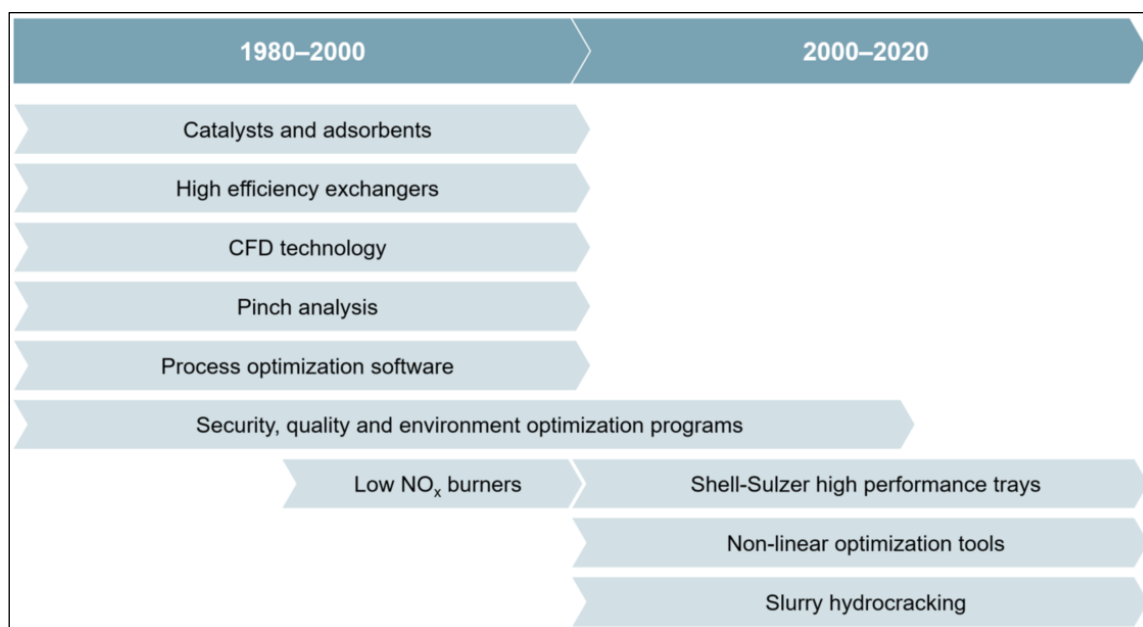 1980–2000
2000–2020
Catalysts and adsorbents
High efficiency exchangers
CFD technology
Pinch analysis
Process optimization software
Security, quality and environment optimization programs
Low NOₓ burners
Shell-Sulzer high performance trays
Non-linear optimization tools
Slurry hydrocracking